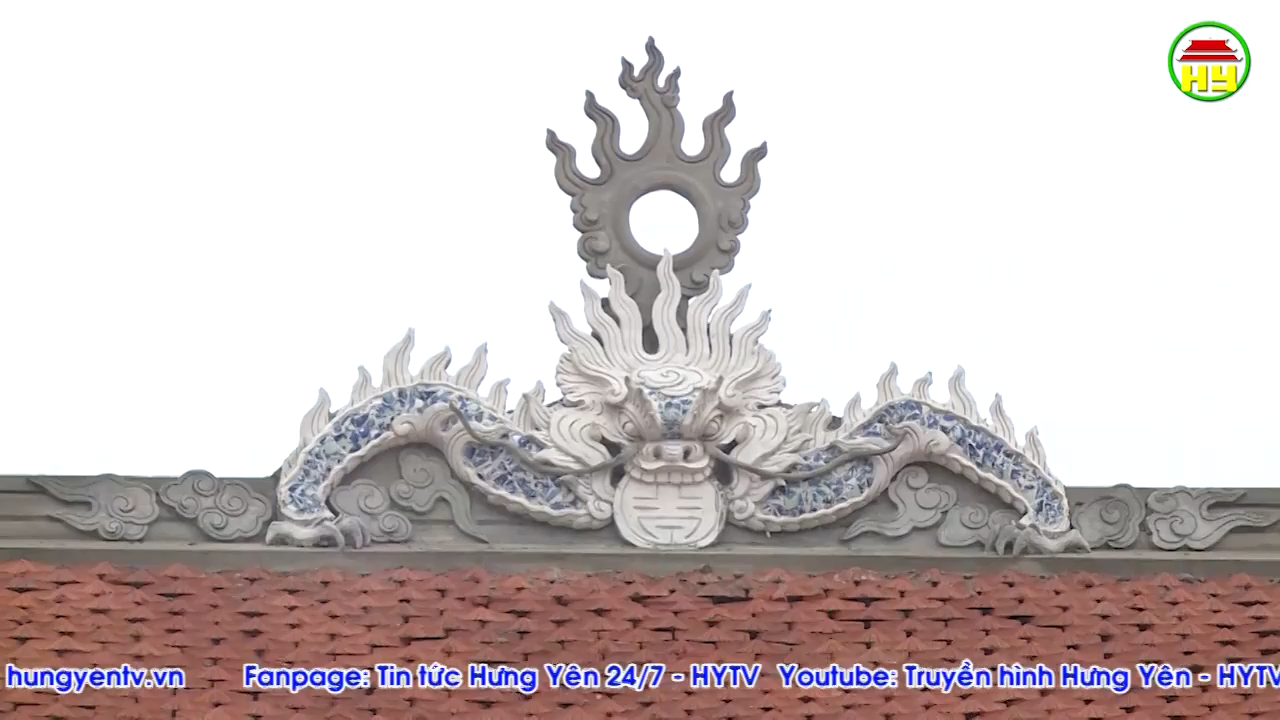 HY
hungyentv.vn Fanpage: Tin tức Hưng Yên 24/7 - HYTV Youtube: Truyền hình Hưng Yên - HYTV